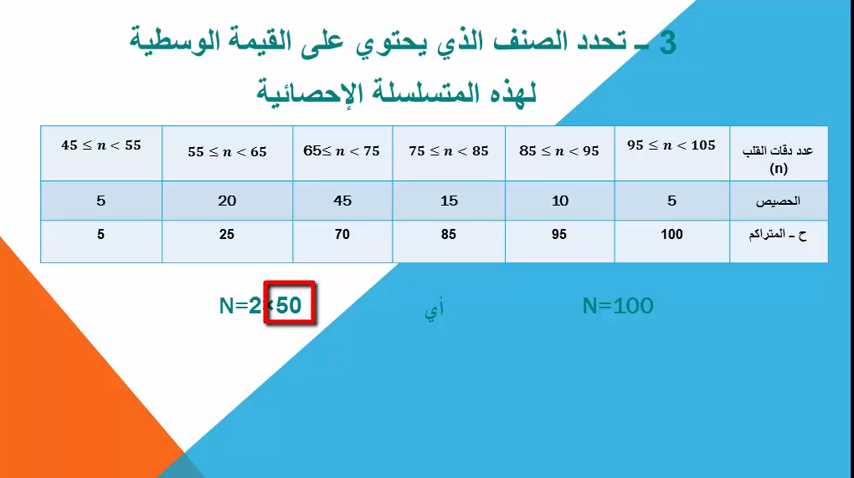 3 ـ تحدد الصنف الذي يحتوي على القيمة الوسطية
لهذه المتسلسلة الإحصائية
عدد دقات القلب (n) 95 ≤ n < 105 85 ≤ n < 95 75 ≤ n < 85 65≤ n < 75 55 ≤ n < 65 45 ≤ n < 55
الحصيص 5 10 15 45 20 5
ح ـ المتراكم 100 95 85 70 25 5
N=100 أي N=2×50